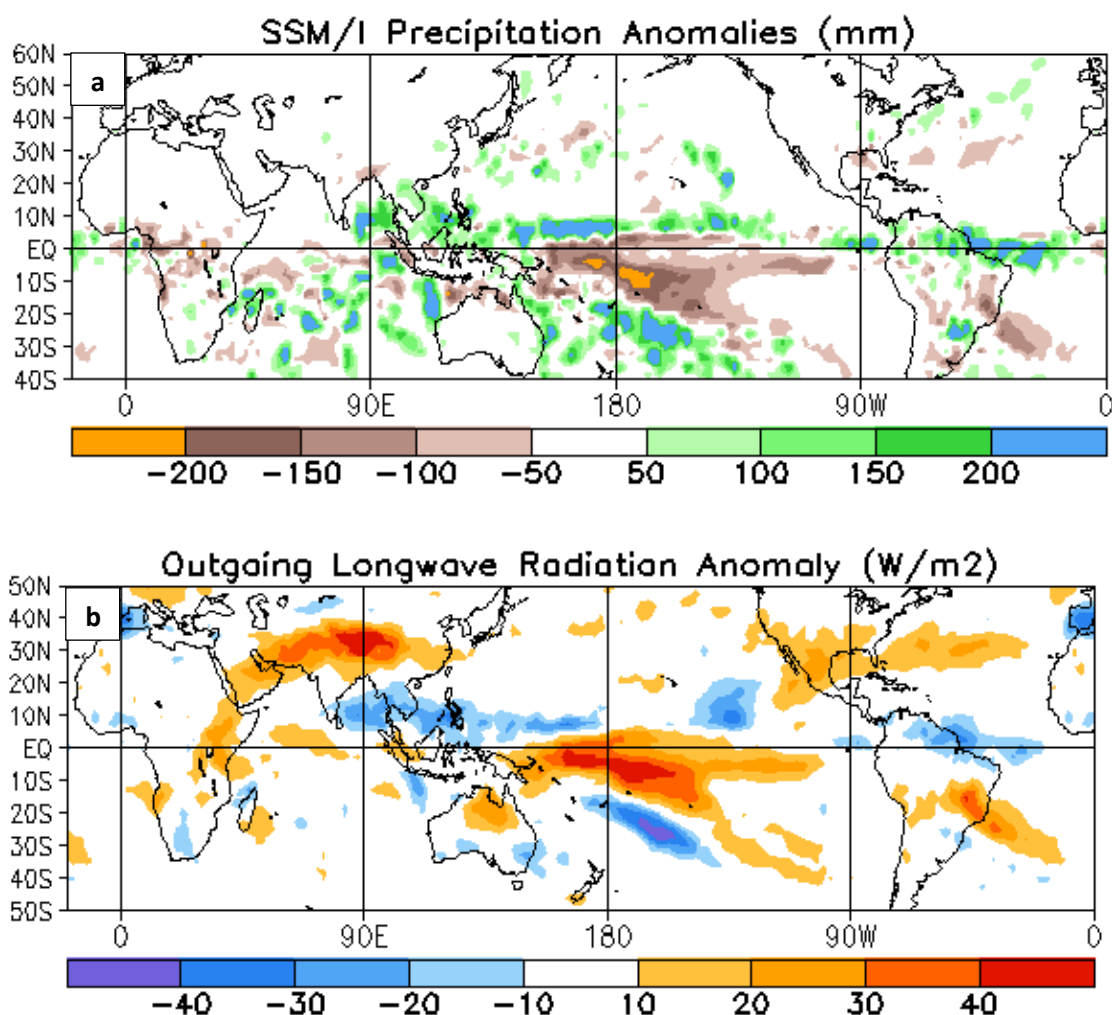 SSM/I Precipitation Anomalies (mm)
a
60N
50N
40N
30N
20N
10N
EQ
10S
20S
30S
40S
0 90E 180 90W 0
-200 -150 -100 -50 50 100 150 200
Outgoing Longwave Radiation Anomaly (W/m2)
b
50N
40N
30N
20N
10N
EQ
10S
20S
30S
40S
50S
0 90E 180 90W 0
-40 -30 -20 -10 10 20 30 40